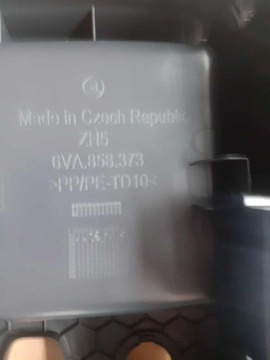 Made in Czech Republic
ZH5
6VA.858.373
>PP/PE-TD10<